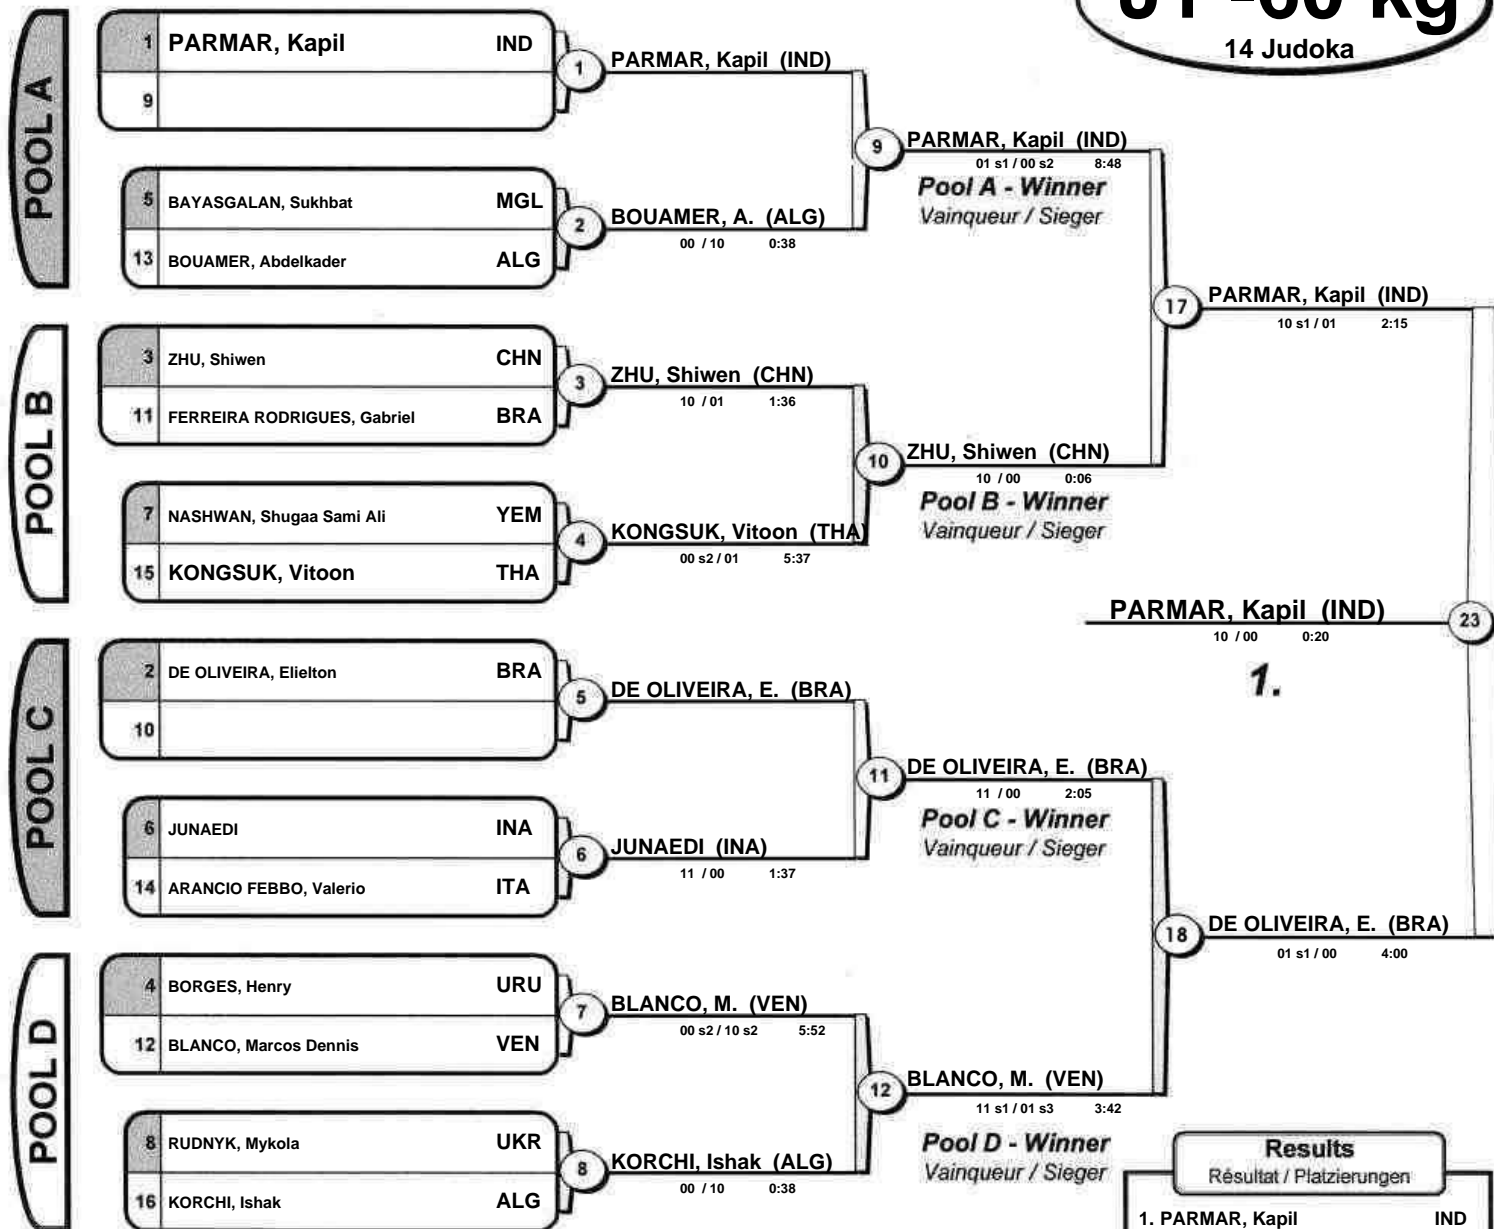 J1 -60 kg
14 Judoka
POOL A
1 PARMAR, Kapil IND
9
1
PARMAR, Kapil (IND)
5 BAYASGALAN, Sukhbat MGL
13 BOUAMER, Abdelkader ALG
2
BOUAMER, A. (ALG)
00 / 10 0:38
9
PARMAR, Kapil (IND)
01 s1 / 00 s2 8:48
Pool A - Winner
Vainqueur / Sieger
POOL B
3 ZHU, Shiwen CHN
11 FERREIRA RODRIGUES, Gabriel BRA
3
ZHU, Shiwen (CHN)
10 / 01 1:36
7 NASHWAN, Shugaa Sami Ali YEM
15 KONGSUK, Vitoon THA
4
KONGSUK, Vitoon (THA)
00 s2 / 01 5:37
10
ZHU, Shiwen (CHN)
10 / 00 0:06
Pool B - Winner
Vainqueur / Sieger
17
PARMAR, Kapil (IND)
10 s1 / 01 2:15
PARMAR, Kapil (IND)
10 / 00 0:20
23
1.
POOL C
2 DE OLIVEIRA, Elielton BRA
10
5
DE OLIVEIRA, E. (BRA)
6 JUNAEDI INA
14 ARANCIO FEBBO, Valerio ITA
6
JUNAEDI (INA)
11 / 00 1:37
11
DE OLIVEIRA, E. (BRA)
11 / 00 2:05
Pool C - Winner
Vainqueur / Sieger
POOL D
4 BORGES, Henry URU
12 BLANCO, Marcos Dennis VEN
7
BLANCO, M. (VEN)
00 s2 / 10 s2 5:52
8 RUDNYK, Mykola UKR
16 KORCHI, Ishak ALG
8
KORCHI, Ishak (ALG)
00 / 10 0:38
12
BLANCO, M. (VEN)
11 s1 / 01 s3 3:42
Pool D - Winner
Vainqueur / Sieger
18
DE OLIVEIRA, E. (BRA)
01 s1 / 00 4:00
Results
Résultat / Platzierungen
1. PARMAR, Kapil IND